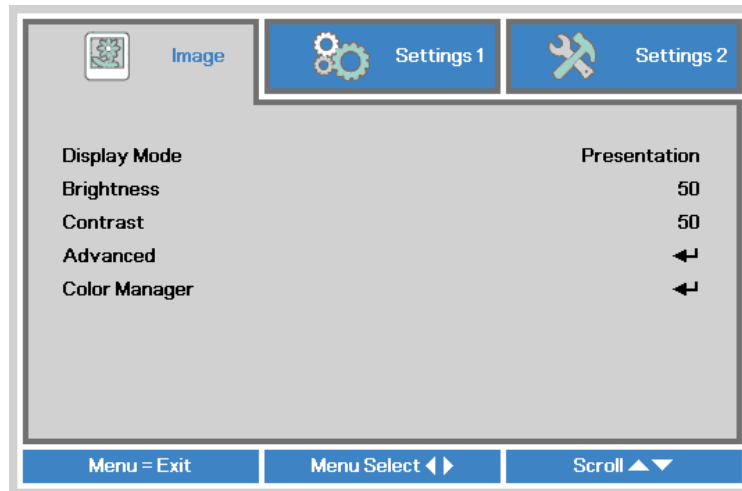 Image Settings 1 Settings 2
Display Mode Presentation
Brightness 50
Contrast 50
Advanced
Color Manager
Menu = Exit Menu Select Scroll